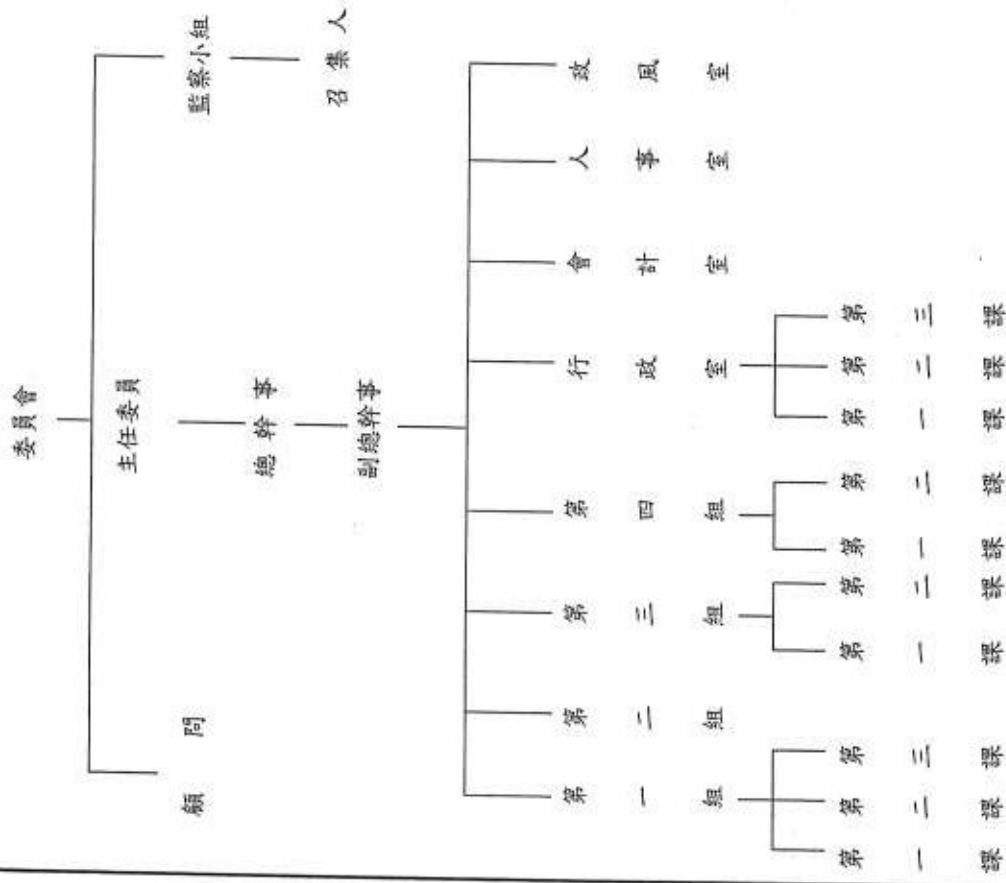 委員會
顧問
主任委員
監察小組
總幹事
召集人
副總幹事
第一組
第二組
第三組
第四組
行政室
會計室
人事室
政風室
第一課
第二課
第三課
第一課
第二課
第一課
第二課
第一課
第二課
第三課